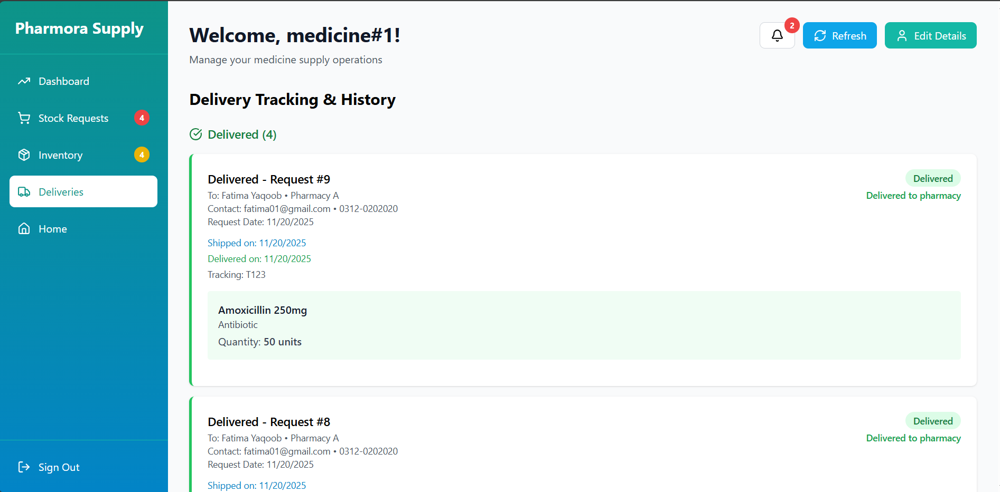 Pharmora Supply
Dashboard
Stock Requests 4
Inventory 4
Deliveries
Home
Sign Out
Welcome, medicine#1!
Manage your medicine supply operations
2
Refresh
Edit Details
Delivery Tracking & History
Delivered (4)
Delivered - Request #9
Delivered
To: Fatima Yaqoob • Pharmacy A
Delivered to pharmacy
Contact: fatima01@gmail.com • 0312-0202020
Request Date: 11/20/2025
Shipped on: 11/20/2025
Delivered on: 11/20/2025
Tracking: T123
Amoxicillin 250mg
Antibiotic
Quantity: 50 units
Delivered - Request #8
Delivered
To: Fatima Yaqoob • Pharmacy A
Delivered to pharmacy
Contact: fatima01@gmail.com • 0312-0202020
Request Date: 11/20/2025
Shipped on: 11/20/2025